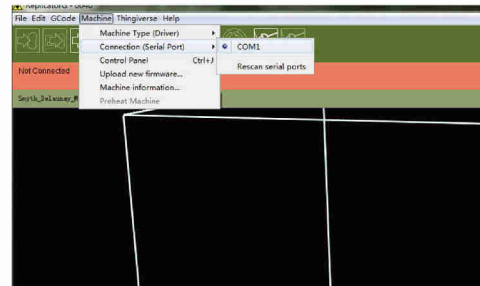 File Edit GCode Machine Thingiverse Help
Machine Type (Driver)
Connection (Serial Port)
COM1
Control Panel Ctrl+J
Rescan serial ports
Not Connected
Upload new firmware...
Machine information...
Preheat Machine